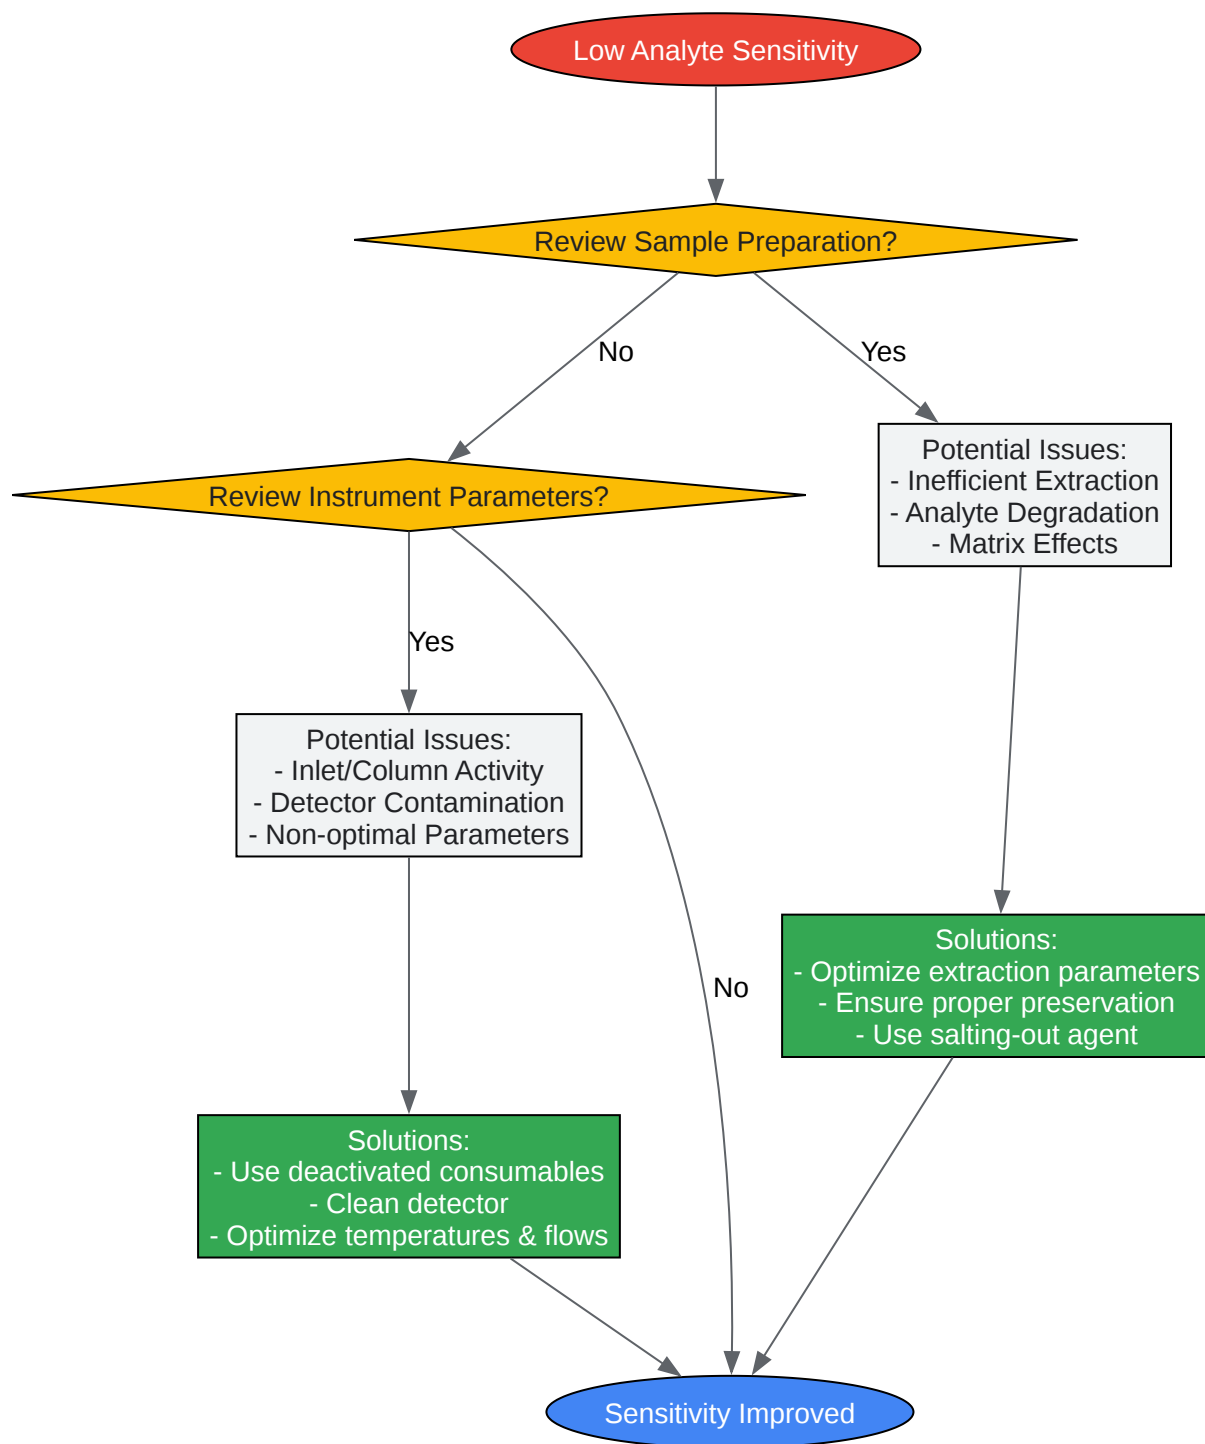 Low Analyte Sensitivity
Review Sample Preparation?
No
Yes
Potential Issues:
- Inefficient Extraction
- Analyte Degradation
- Matrix Effects
Review Instrument Parameters?
Yes
Potential Issues:
- Inlet/Column Activity
- Detector Contamination
- Non-optimal Parameters
No
Solutions:
- Optimize extraction parameters
- Ensure proper preservation
- Use salting-out agent
Solutions:
- Use deactivated consumables
- Clean detector
- Optimize temperatures & flows
Sensitivity Improved